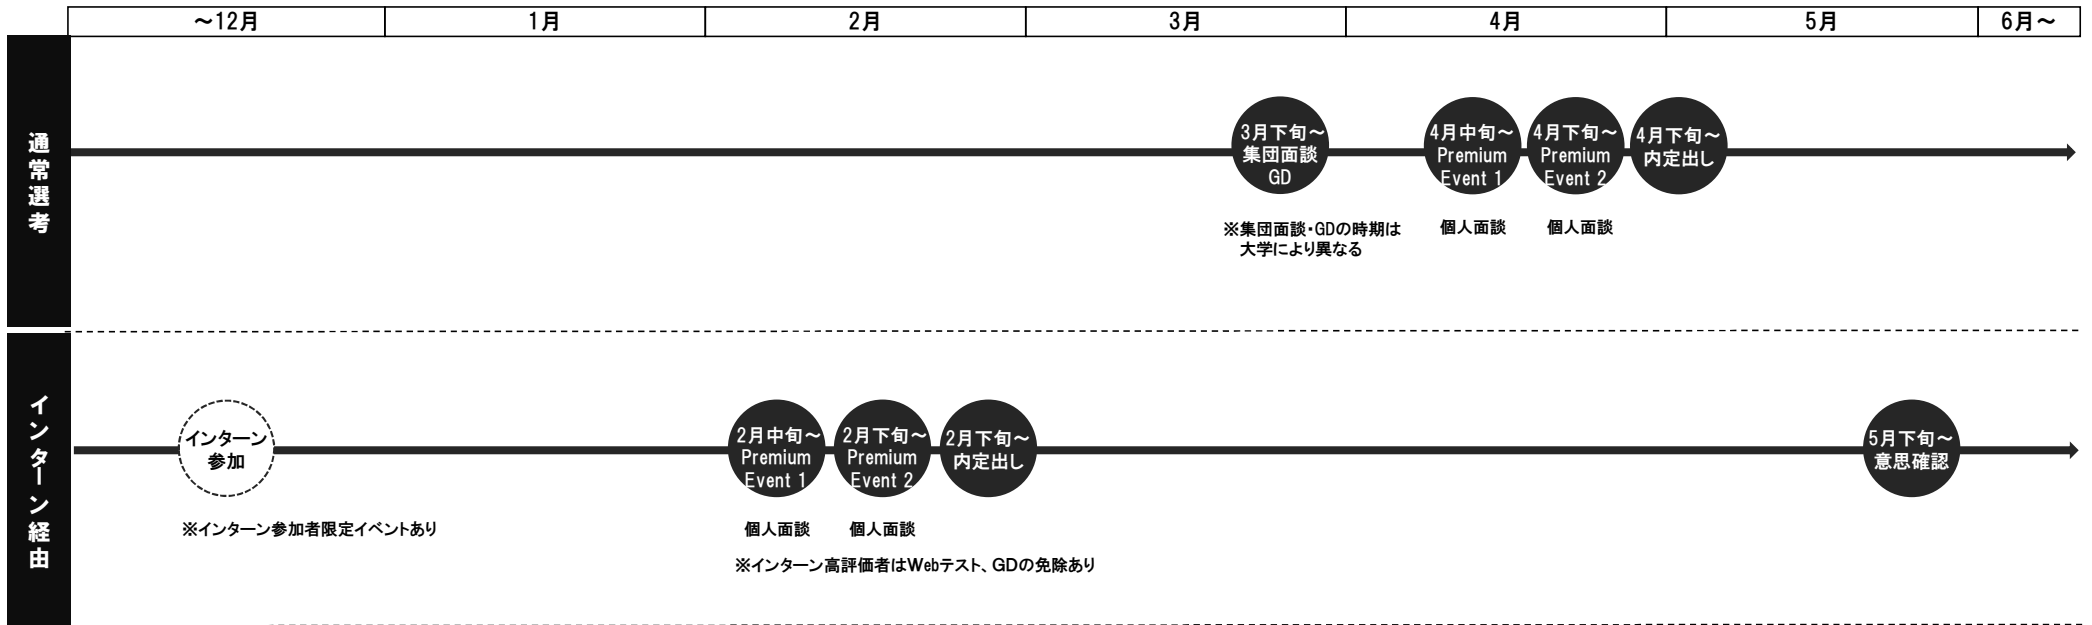 ～12月
1月
2月
3月
4月
5月
6月～
通常選考
3月下旬～
集団面談
GD
4月中旬～
Premium
Event 1
4月下旬～
Premium
Event 2
4月下旬～
内定出し
※集団面談・GDの時期は
大学により異なる
個人面談
個人面談
インターン経由
インターン
参加
2月中旬～
Premium
Event 1
2月下旬～
Premium
Event 2
2月下旬～
内定出し
5月下旬～
意思確認
※インターン参加者限定イベントあり
個人面談
個人面談
※インターン高評価者はWebテスト、GDの免除あり